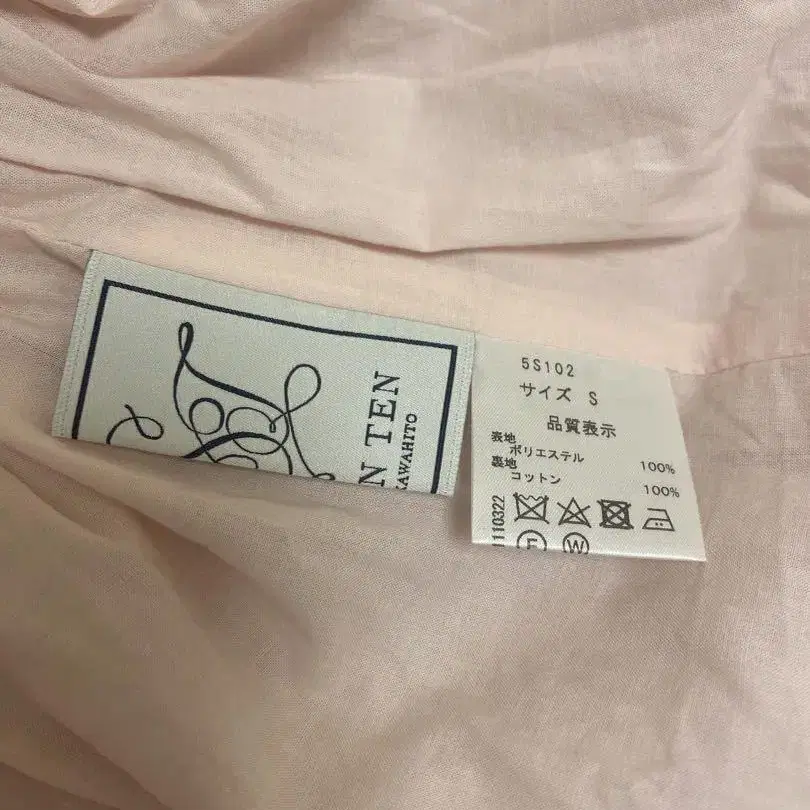 N TEN
KAWAHITO
5S102
サイズ S
品質表示
表地
ポリエステル 100%
裏地
コットン 100%
1110322
F W